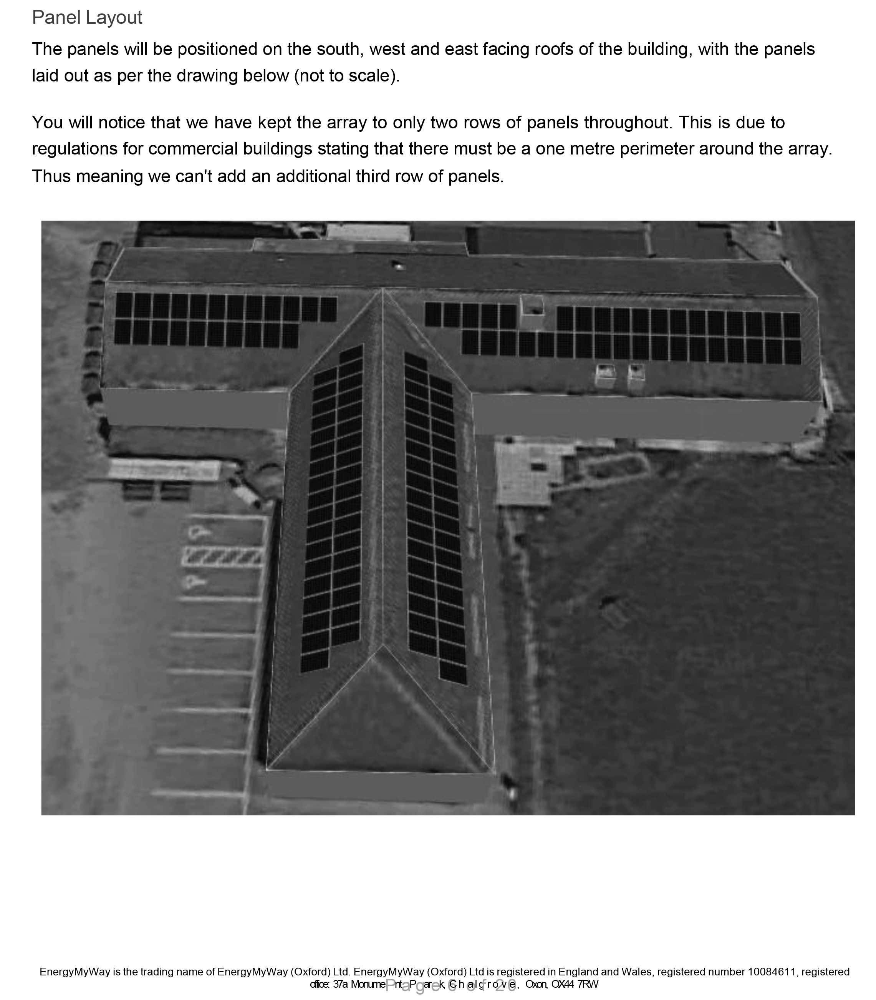 Panel Layout
The panels will be positioned on the south, west and east facing roofs of the building, with the panels
laid out as per the drawing below (not to scale).
You will notice that we have kept the array to only two rows of panels throughout. This is due to
regulations for commercial buildings stating that there must be a one metre perimeter around the array.
Thus meaning we can't add an additional third row of panels.
EnergyMyWay is the trading name of EnergyMyWay (Oxford) Ltd. EnergyMyWay (Oxford) Ltd is registered in England and Wales, registered number 10084611, registered
office: 37a Monument Park, Chalgrove, Oxon, OX44 7RW
Page 6 of 20